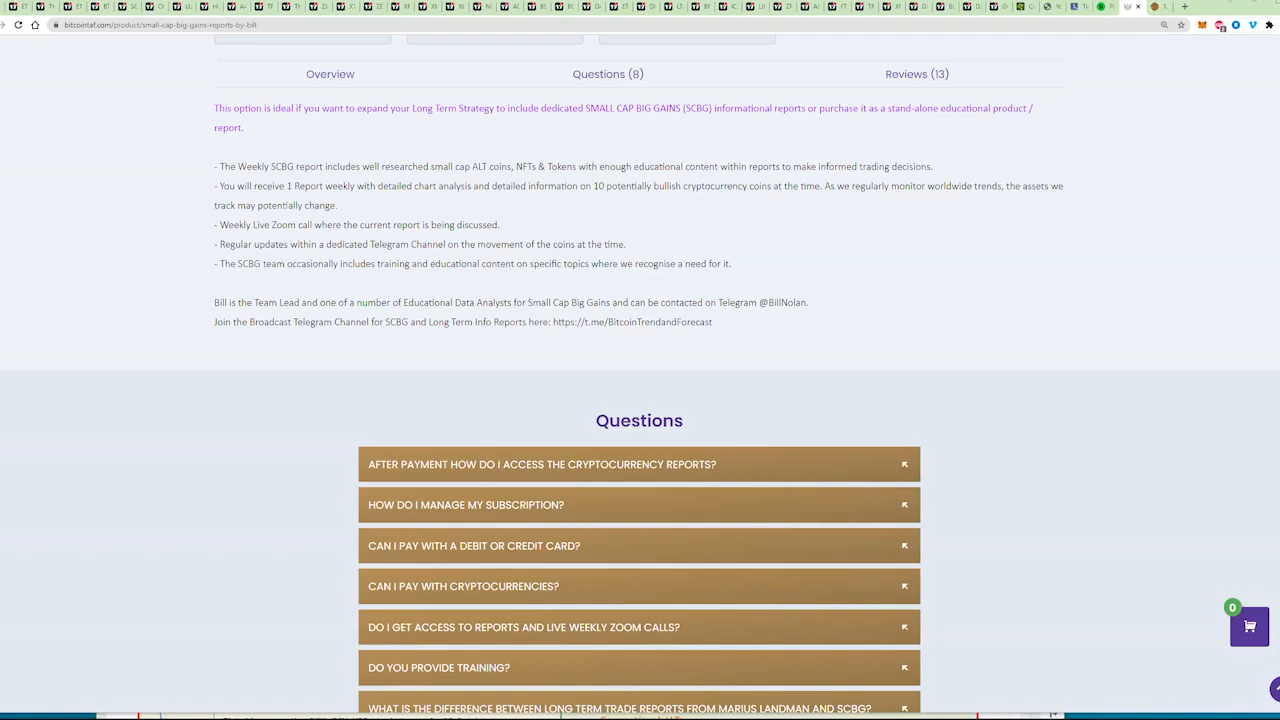 bitcointaf.com/product/small-cap-big-gains-reports-by-bill
Overview
Questions (8)
Reviews (13)
This option is ideal if you want to expand your Long Term Strategy to include dedicated SMALL CAP BIG GAINS (SCBG) informational reports or purchase it as a stand-alone educational product /
report.
- The Weekly SCBG report includes well researched small cap ALT coins, NFTs & Tokens with enough educational content within reports to make informed trading decisions.
- You will receive 1 Report weekly with detailed chart analysis and detailed information on 10 potentially bullish cryptocurrency coins at the time. As we regularly monitor worldwide trends, the assets we
track may potentially change.
- Weekly Live Zoom call where the current report is being discussed.
- Regular updates within a dedicated Telegram Channel on the movement of the coins at the time.
- The SCBG team occasionally includes training and educational content on specific topics where we recognise a need for it.
Bill is the Team Lead and one of a number of Educational Data Analysts for Small Cap Big Gains and can be contacted on Telegram @BillNolan.
Join the Broadcast Telegram Channel for SCBG and Long Term Info Reports here: https://t.me/BitcoinTrendandForecast
Questions
AFTER PAYMENT HOW DO I ACCESS THE CRYPTOCURRENCY REPORTS?
HOW DO I MANAGE MY SUBSCRIPTION?
CAN I PAY WITH A DEBIT OR CREDIT CARD?
CAN I PAY WITH CRYPTOCURRENCIES?
0
DO I GET ACCESS TO REPORTS AND LIVE WEEKLY ZOOM CALLS?
DO YOU PROVIDE TRAINING?
WHAT IS THE DIFFERENCE BETWEEN LONG TERM TRADE REPORTS FROM MARIUS LANDMAN AND SCBG?